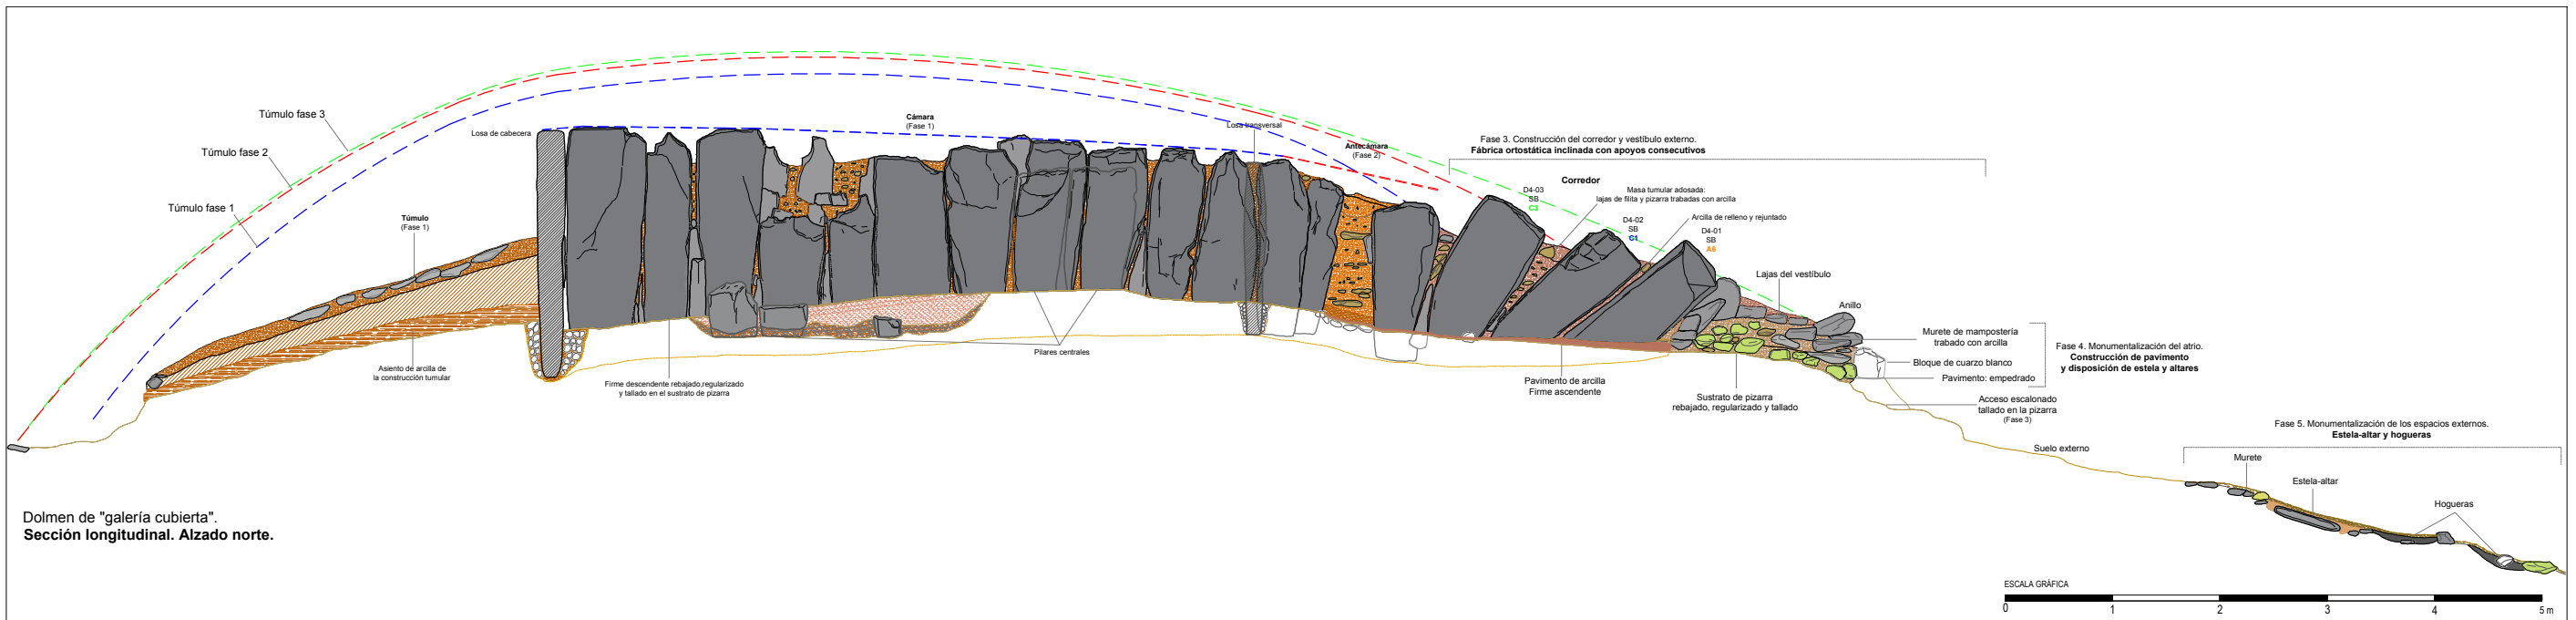 Túmulo fase 3
Túmulo fase 2
Túmulo fase 1
Túmulo
(Fase 1)
Losa de cabecera
Cámara
(Fase 1)
Losa transversal
Antecámara
(Fase 2)
Fase 3. Construcción del corredor y vestíbulo externo.
Fábrica ortostática inclinada con apoyos consecutivos
Corredor
D4-03
SB
C3
Masa tumular adosada:
lajas de filita y pizarra trabadas con arcilla
D4-02
SB
C1
Arcilla de relleno y rejuntado
D4-01
SB
A6
Lajas del vestíbulo
Anillo
Murete de mampostería
trabado con arcilla
Bloque de cuarzo blanco
Pavimento: empedrado
Fase 4. Monumentalización del atrio.
Construcción de pavimento
y disposición de estela y altares
Acceso escalonado
tallado en la pizarra
(Fase 3)
Asiento de arcilla de
la construcción tumular
Firme descendente rebajado,regularizado
y tallado en el sustrato de pizarra
Pilares centrales
Pavimento de arcilla
Firme ascendente
Sustrato de pizarra
rebajado, regularizado y tallado
Suelo externo
Fase 5. Monumentalización de los espacios externos.
Estela-altar y hogueras
Murete
Estela-altar
Hogueras
Dolmen de "galería cubierta".
Sección longitudinal. Alzado norte.
ESCALA GRÁFICA
0 1 2 3 4 5 m